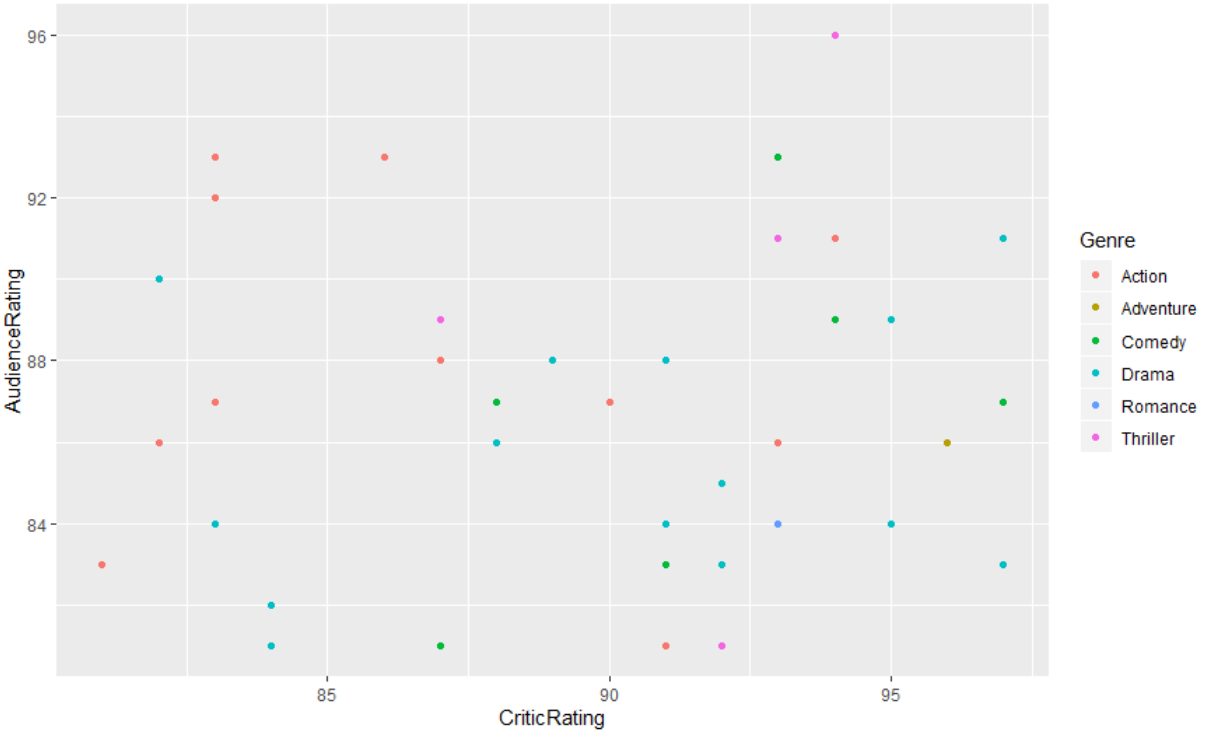 96
92
88
84
AudienceRating
85 90 95
CriticRating
Genre
Action
Adventure
Comedy
Drama
Romance
Thriller